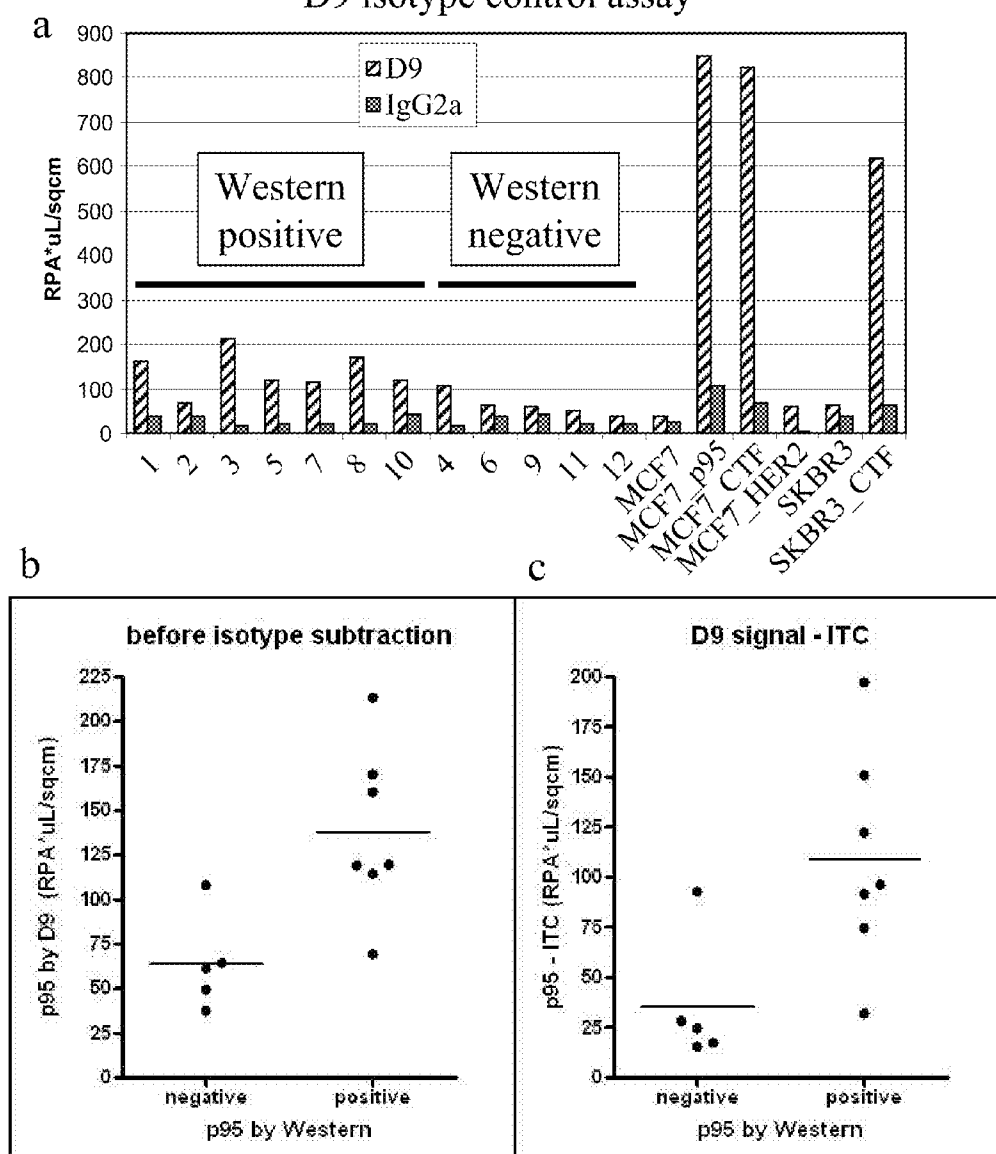 D9 isotype control assay
a
900
800
700
600
500
400
300
200
100
0
RPA*uL/sqcm
D9
IgG2a
Western
positive
Western
negative
1
2
3
5
7
8
10
4
6
9
11
12
MCF7
MCF7_p95
MCF7_CTF
MCF7_HER2
SKBR3
SKBR3_CTF
b
before isotype subtraction
225
200
175
150
125
100
75
50
25
0
p95 by D9 (RPA*uL/sqcm)
negative
positive
p95 by Western
c
D9 signal - ITC
200
175
150
125
100
75
50
25
0
p95 - ITC (RPA*uL/sqcm)
negative
positive
p95 by Western